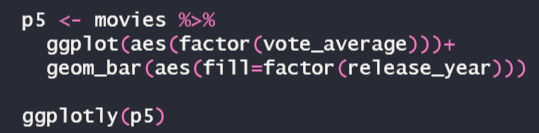 p5 <- movies %>%
ggplot(aes(factor(vote_average)))+
geom_bar(aes(fill=factor(release_year)))
ggplotly(p5)